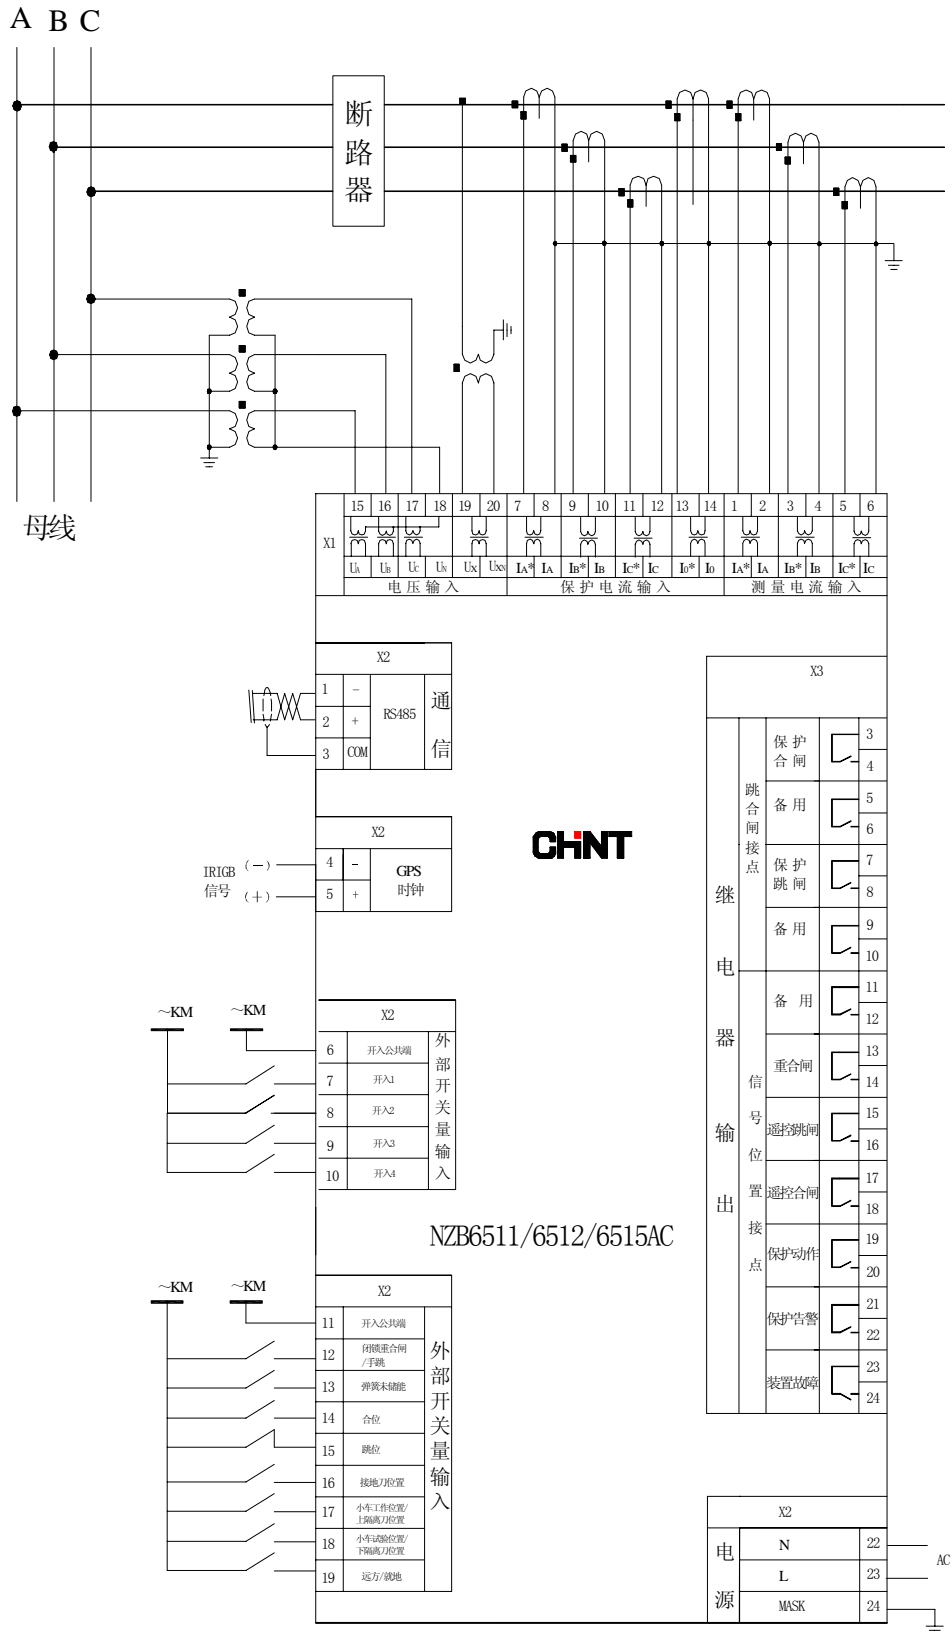 A B C
断路器
母线
X1
15 16 17 18 19 20 7 8 9 10 11 12 13 14 1 2 3 4 5 6
UA UB UC UN UX UXN IA* IA IB* IB IC* IC I0* I0 IA* IA IB* IB IC* IC
电压输入 保护电流输入 测量电流输入
X2
1 -
2 +
3 COM
RS485
通信
X2
IRIGB (-) 4 -
信号 (+) 5 +
GPS
时钟
CHNT
~KM ~KM
X2
6 开入公共端
7 开入1
8 开入2
9 开入3
10 开入4
外部开关量输入
NZB6511/6512/6515AC
~KM ~KM
X2
11 开入公共端
12 闭锁重合闸
/手跳
13 弹簧未储能
14 合位
15 跳位
16 接地刀位置
17 小车工作位置/
上隔离刀位置
18 小车试验位置/
下隔离刀位置
19 远方/就地
外部开关量输入
X3
继电器输出
跳合闸接点
保护
合闸
3
4
备用
5
6
保护
跳闸
7
8
备用
9
10
信号位置接点
备用
11
12
重合闸
13
14
遥控跳闸
15
16
遥控合闸
17
18
保护动作
19
20
保护告警
21
22
装置故障
23
24
X2
电源
N 22
L 23
MASK 24
AC